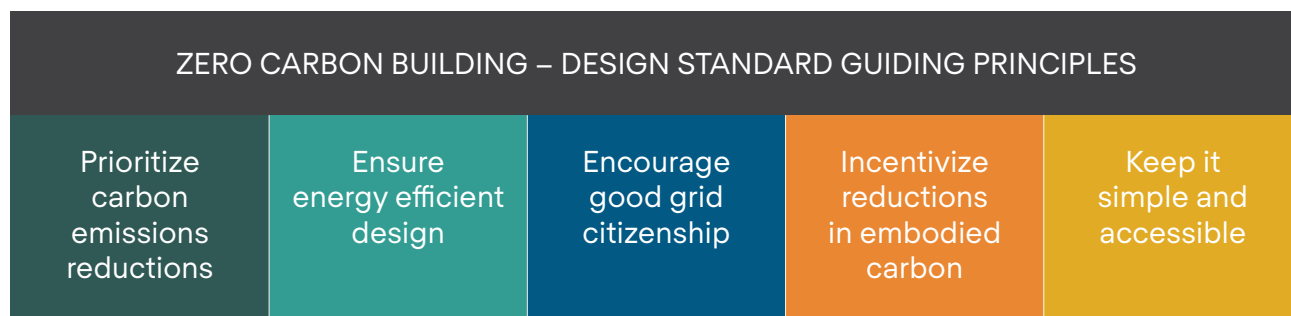 ZERO CARBON BUILDING – DESIGN STANDARD GUIDING PRINCIPLES
Prioritize
carbon
emissions
reductions
Ensure
energy efficient
design
Encourage
good grid
citizenship
Incentivize
reductions
in embodied
carbon
Keep it
simple and
accessible